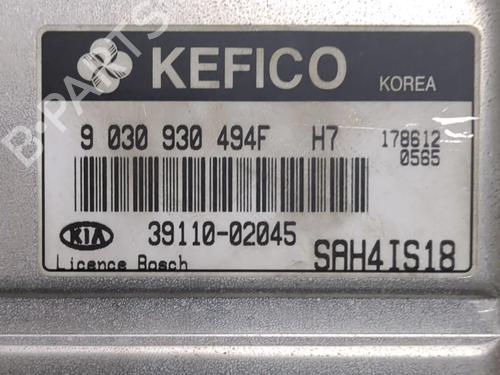 KEFICO KOREA
9 030 930 494F H7 178612
0565
KIA 39110-02045
Licence Bosch SAH4IS18
B-PARTS